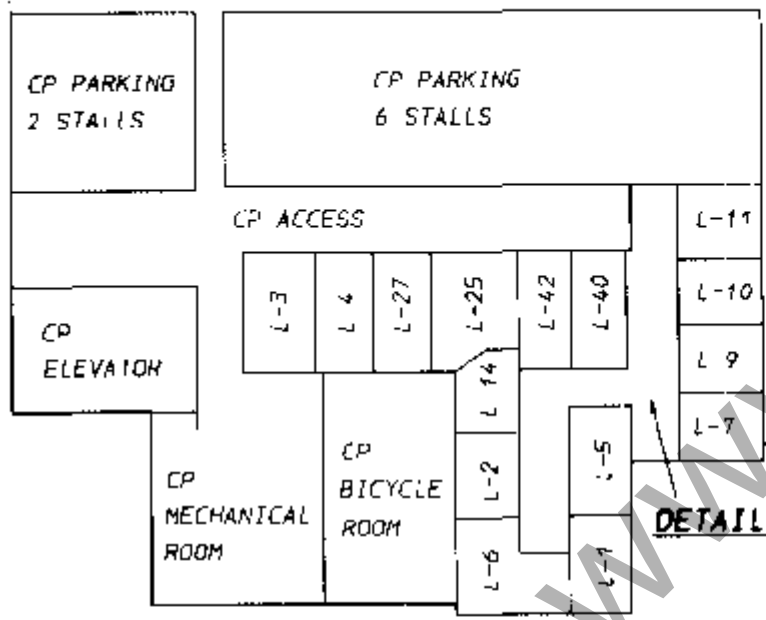 CP PARKING
2 STALLS
CP PARKING
6 STALLS
CP ACCESS
L-11
L-10
L 9
L-7
L-3
L 4
L-27
L-25
L-42
L-40
CP
ELEVATOR
L 14
L-2
L-6
L-5
L-1
CP
MECHANICAL
ROOM
CP
BICYCLE
ROOM
DETAIL